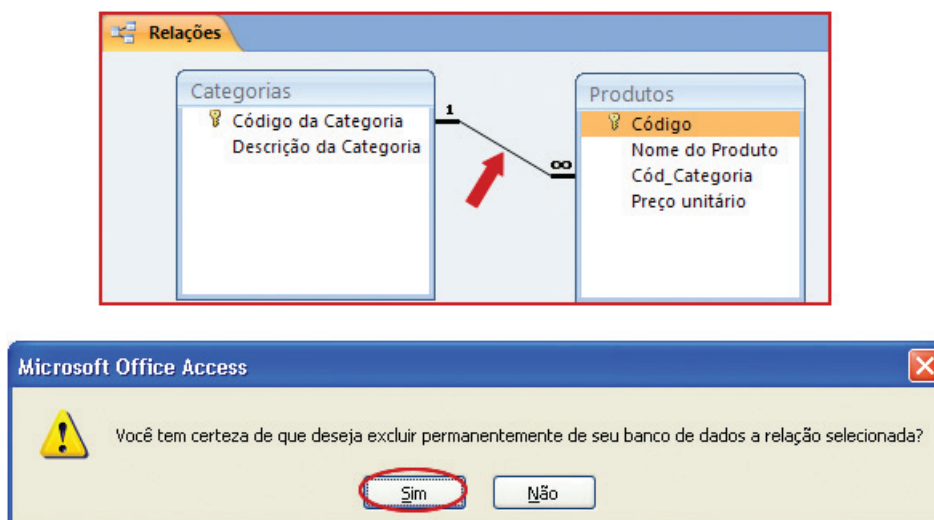 Relações
Categorias
Código da Categoria
Descrição da Categoria
1
∞
Produtos
Código
Nome do Produto
Cód_Categoria
Preço unitário
Microsoft Office Access
Você tem certeza de que deseja excluir permanentemente de seu banco de dados a relação selecionada?
Sim
Não